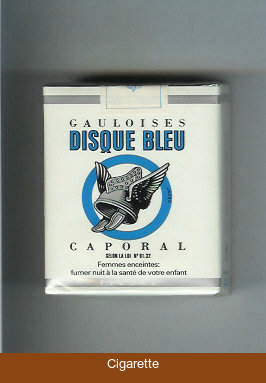 GAULOISES
DISQUE BLEU
CAPORAL
SELON LA LOI N° 91.32
Femmes enceintes:
fumer nuit à la santé de votre enfant
Cigarette